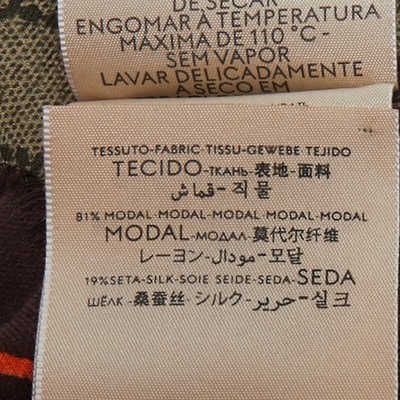 DE SECAR
ENGOMAR À TEMPERATURA
MÁXIMA DE 110 °C -
SEM VAPOR
LAVAR DELICADAMENTE
A SECO EM
TESSUTO-FABRIC-TISSU-GEWEBE TEJIDO
TECIDO-ТКАНЬ-表地-面料
قماش-직물
81% MODAL-MODAL-MODAL-MODAL-MODAL
MODAL-МОДАЛ-莫代尔纤维
レーヨン-مودال-모달
19%SETA-SILK-SOIE SEIDE-SEDA-SEDA
ШЁЛК-桑蚕丝-シルク-حرير-실크